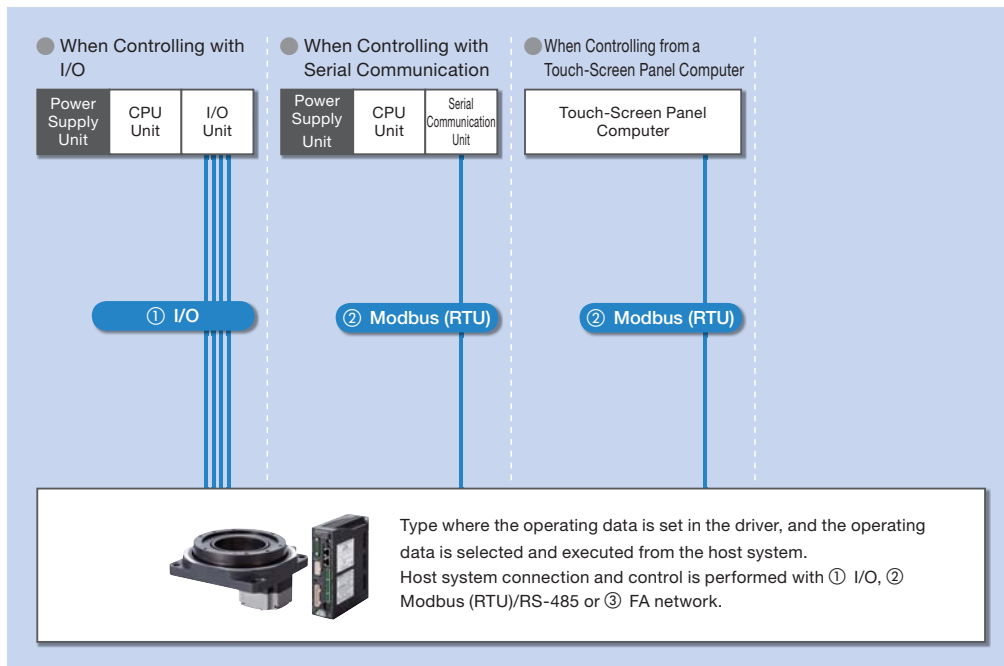 When Controlling with
I/O
Power
Supply
Unit
CPU
Unit
I/O
Unit
When Controlling with
Serial Communication
Power
Supply
Unit
CPU
Unit
Serial
Communication
Unit
When Controlling from a
Touch-Screen Panel Computer
Touch-Screen Panel
Computer
① I/O
② Modbus (RTU)
② Modbus (RTU)
Type where the operating data is set in the driver, and the operating
data is selected and executed from the host system.
Host system connection and control is performed with ① I/O, ②
Modbus (RTU)/RS-485 or ③ FA network.